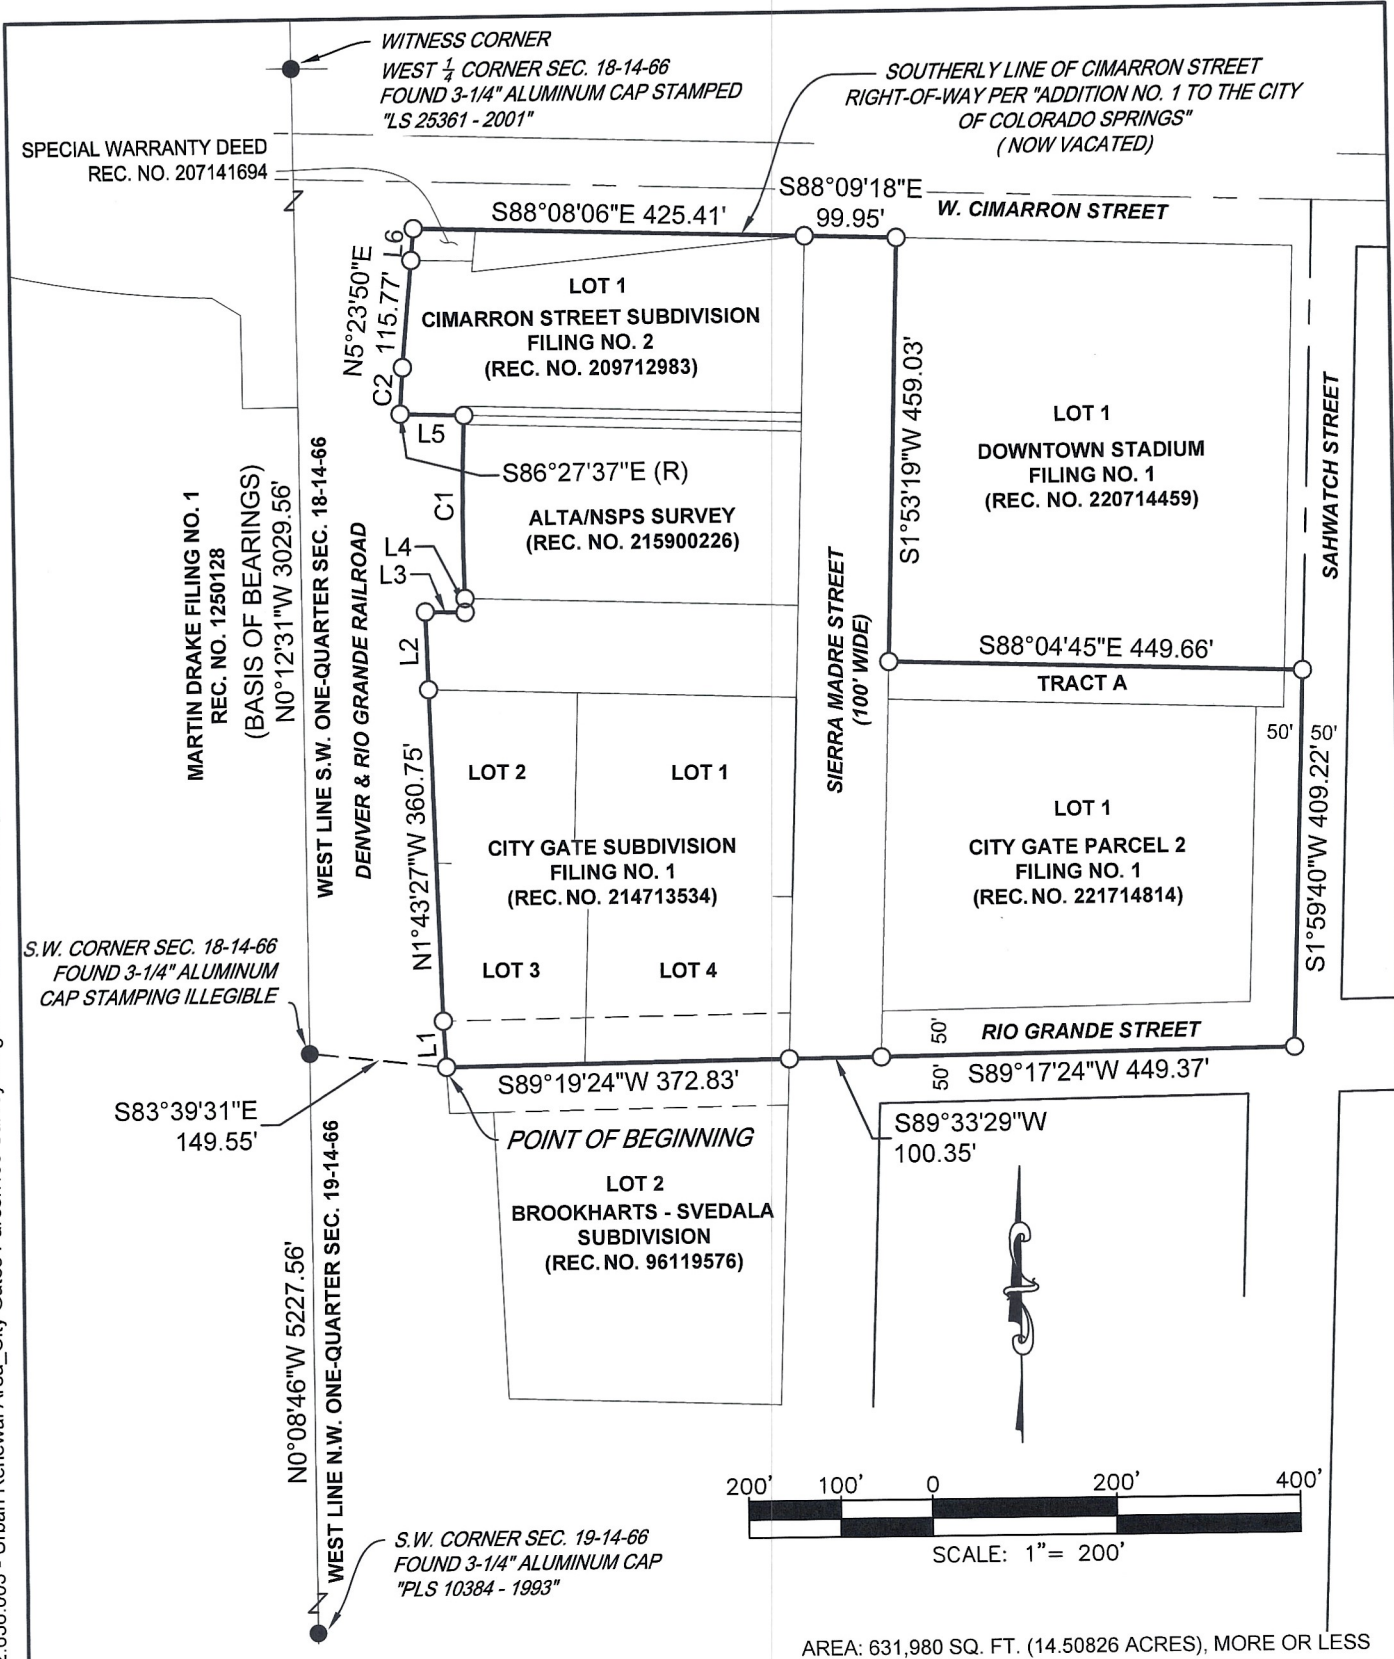 WITNESS CORNER
WEST 1/4 CORNER SEC. 18-14-66
FOUND 3-1/4" ALUMINUM CAP STAMPED
"LS 25361 - 2001"
SOUTHERLY LINE OF CIMARRON STREET
RIGHT-OF-WAY PER "ADDITION NO. 1 TO THE CITY
OF COLORADO SPRINGS"
(NOW VACATED)
SPECIAL WARRANTY DEED
REC. NO. 207141694
S88°08'06"E 425.41'
S88°09'18"E
99.95'
W. CIMARRON STREET
L6
N5°23'50"E
115.77'
C2
L5
LOT 1
CIMARRON STREET SUBDIVISION
FILING NO. 2
(REC. NO. 209712983)
S86°27'37"E (R)
C1
ALTA/NSPS SURVEY
(REC. NO. 215900226)
L4
L3
L2
S1°53'19"W 459.03'
LOT 1
DOWNTOWN STADIUM
FILING NO. 1
(REC. NO. 220714459)
SAHWATCH STREET
MARTIN DRAKE FILING NO. 1
REC. NO. 1250128
(BASIS OF BEARINGS)
N0°12'31"W 3029.56'
WEST LINE S.W. ONE-QUARTER SEC. 18-14-66
DENVER & RIO GRANDE RAILROAD
SIERRA MADRE STREET
(100' WIDE)
S88°04'45"E 449.66'
TRACT A
50'
50'
S1°59'40"W 409.22'
N1°43'27"W 360.75'
LOT 2
LOT 1
CITY GATE SUBDIVISION
FILING NO. 1
(REC. NO. 214713534)
LOT 3
LOT 4
LOT 1
CITY GATE PARCEL 2
FILING NO. 1
(REC. NO. 221714814)
S.W. CORNER SEC. 18-14-66
FOUND 3-1/4" ALUMINUM
CAP STAMPING ILLEGIBLE
L1
50'
RIO GRANDE STREET
50'
S89°19'24"W 372.83'
S89°17'24"W 449.37'
S83°39'31"E
149.55'
POINT OF BEGINNING
S89°33'29"W
100.35'
LOT 2
BROOKHARTS - SVEDALA
SUBDIVISION
(REC. NO. 96119576)
N0°08'46"W 5227.56'
WEST LINE N.W. ONE-QUARTER SEC. 19-14-66
200'
100'
0
200'
400'
SCALE: 1"= 200'
S.W. CORNER SEC. 19-14-66
FOUND 3-1/4" ALUMINUM CAP
"PLS 10384 - 1993"
AREA: 631,980 SQ. FT. (14.50826 ACRES), MORE OR LESS